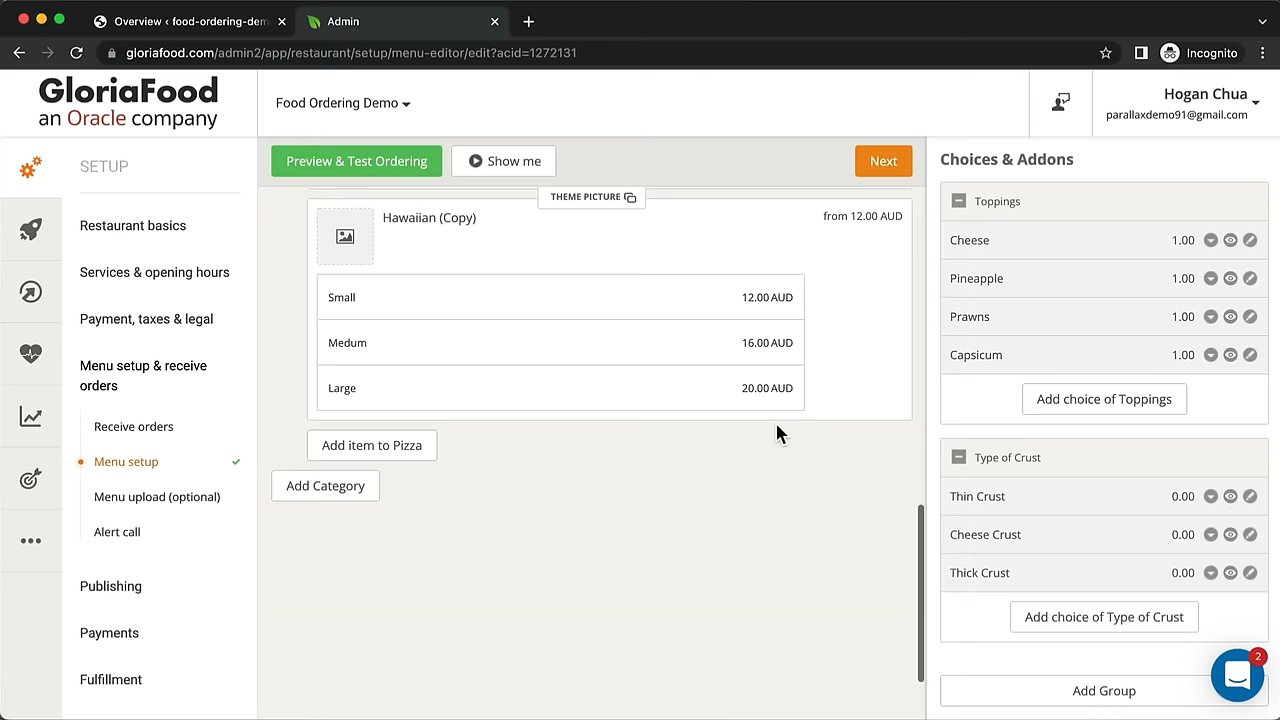 Overview ‹ food-ordering-dem
Admin
gloriafood.com/admin2/app/restaurant/setup/menu-editor/edit?acid=1272131
Incognito
GloriaFood
an Oracle company
Food Ordering Demo
Hogan Chua
parallaxdemo91@gmail.com
SETUP
Restaurant basics
Services & opening hours
Payment, taxes & legal
Menu setup & receive
orders
Receive orders
Menu setup
Menu upload (optional)
Alert call
Publishing
Payments
Fulfillment
Preview & Test Ordering
Show me
Next
THEME PICTURE
Hawaiian (Copy)
from 12.00 AUD
Small 12.00 AUD
Medum 16.00 AUD
Large 20.00 AUD
Add item to Pizza
Add Category
Choices & Addons
Toppings
Cheese 1.00
Pineapple 1.00
Prawns 1.00
Capsicum 1.00
Add choice of Toppings
Type of Crust
Thin Crust 0.00
Cheese Crust 0.00
Thick Crust 0.00
Add choice of Type of Crust
2
Add Group